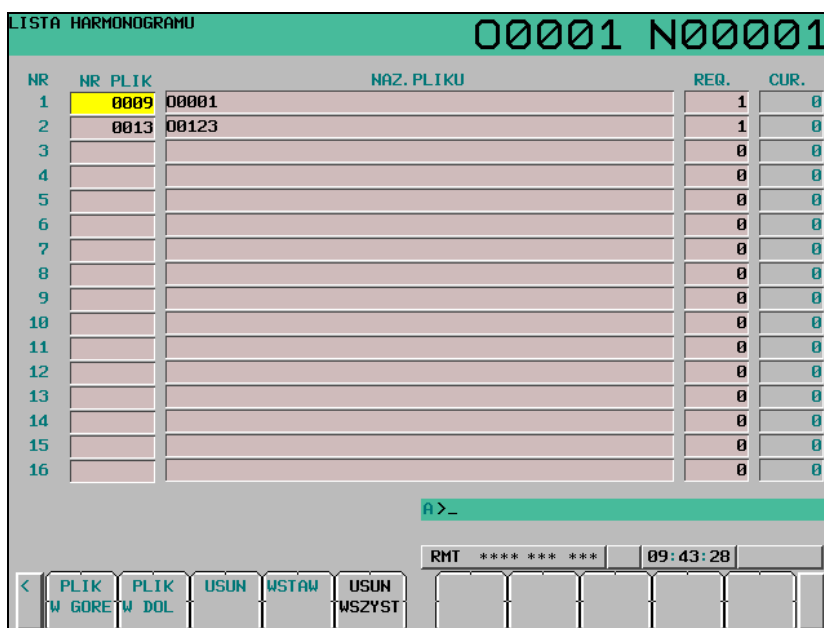 LISTA HARMONOGRAMU O0001 N00001
NR NR PLIK NAZ.PLIKU REQ. CUR.
1 0009 O0001 1 0
2 0013 O0123 1 0
3 0 0
4 0 0
5 0 0
6 0 0
7 0 0
8 0 0
9 0 0
10 0 0
11 0 0
12 0 0
13 0 0
14 0 0
15 0 0
16 0 0
A>_
RMT **** *** *** 09:43:28
< PLIK PLIK USUN WSTAW USUN
W GORE W DOL WSZYST